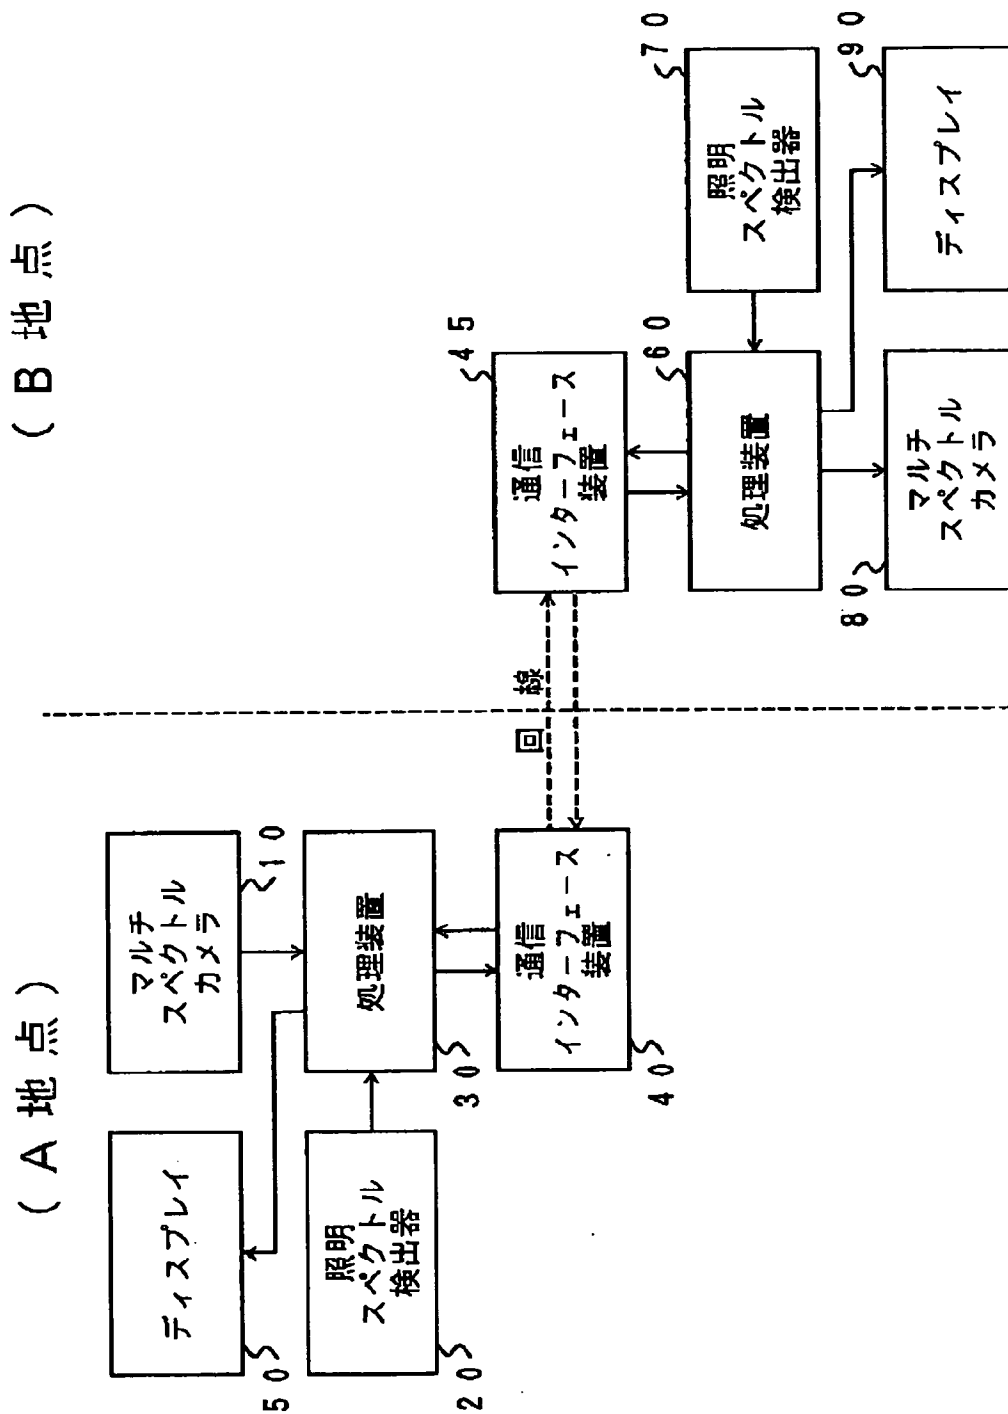 (A地点)
ディスプレイ
50
マルチ
スペクトル
カメラ
10
照明
スペクトル
検出器
20
処理装置
30
通信
インターフェース
装置
40
回線
(B地点)
通信
インターフェース
装置
45
処理装置
60
照明
スペクトル
検出器
70
マルチ
スペクトル
カメラ
80
ディスプレイ
90